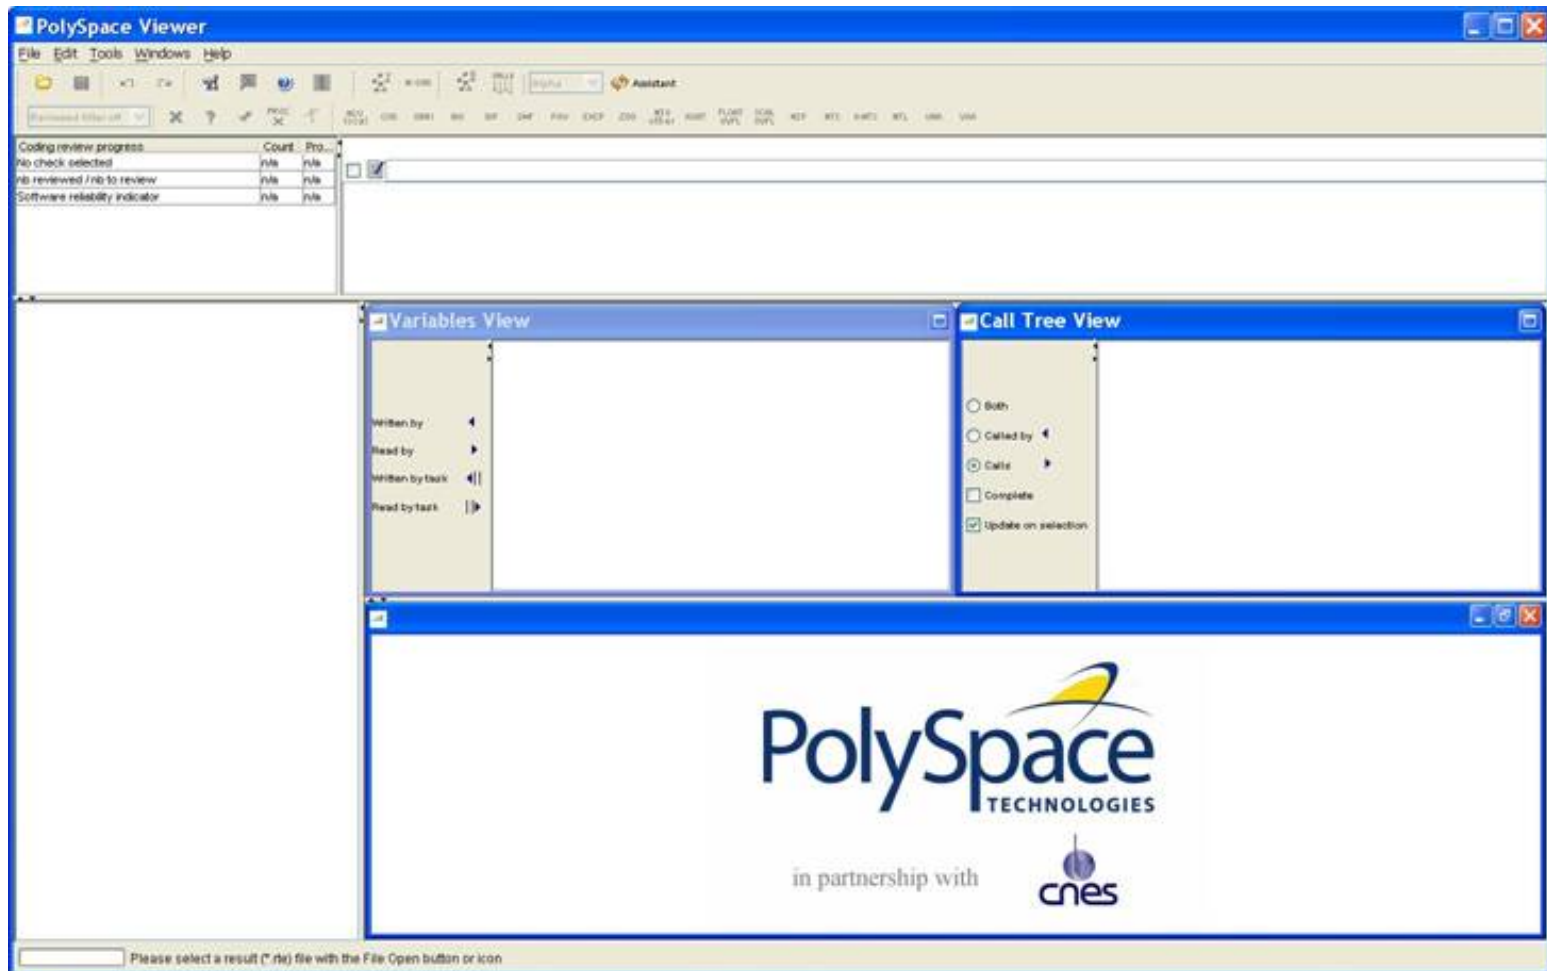 PolySpace Viewer
File Edit Tools Windows Help
Alpha Assistant
Coding review progress Count Pro...
No check selected n/a n/a
nb reviewed / nb to review n/a n/a
Software reliability indicator n/a n/a
Variables View
Written by
Read by
Written by task
Read by task
Call Tree View
Both
Called by
Calls
Complete
Update on selection
PolySpace
TECHNOLOGIES
in partnership with
cnes
Please select a result (*.rte) file with the File Open button or icon